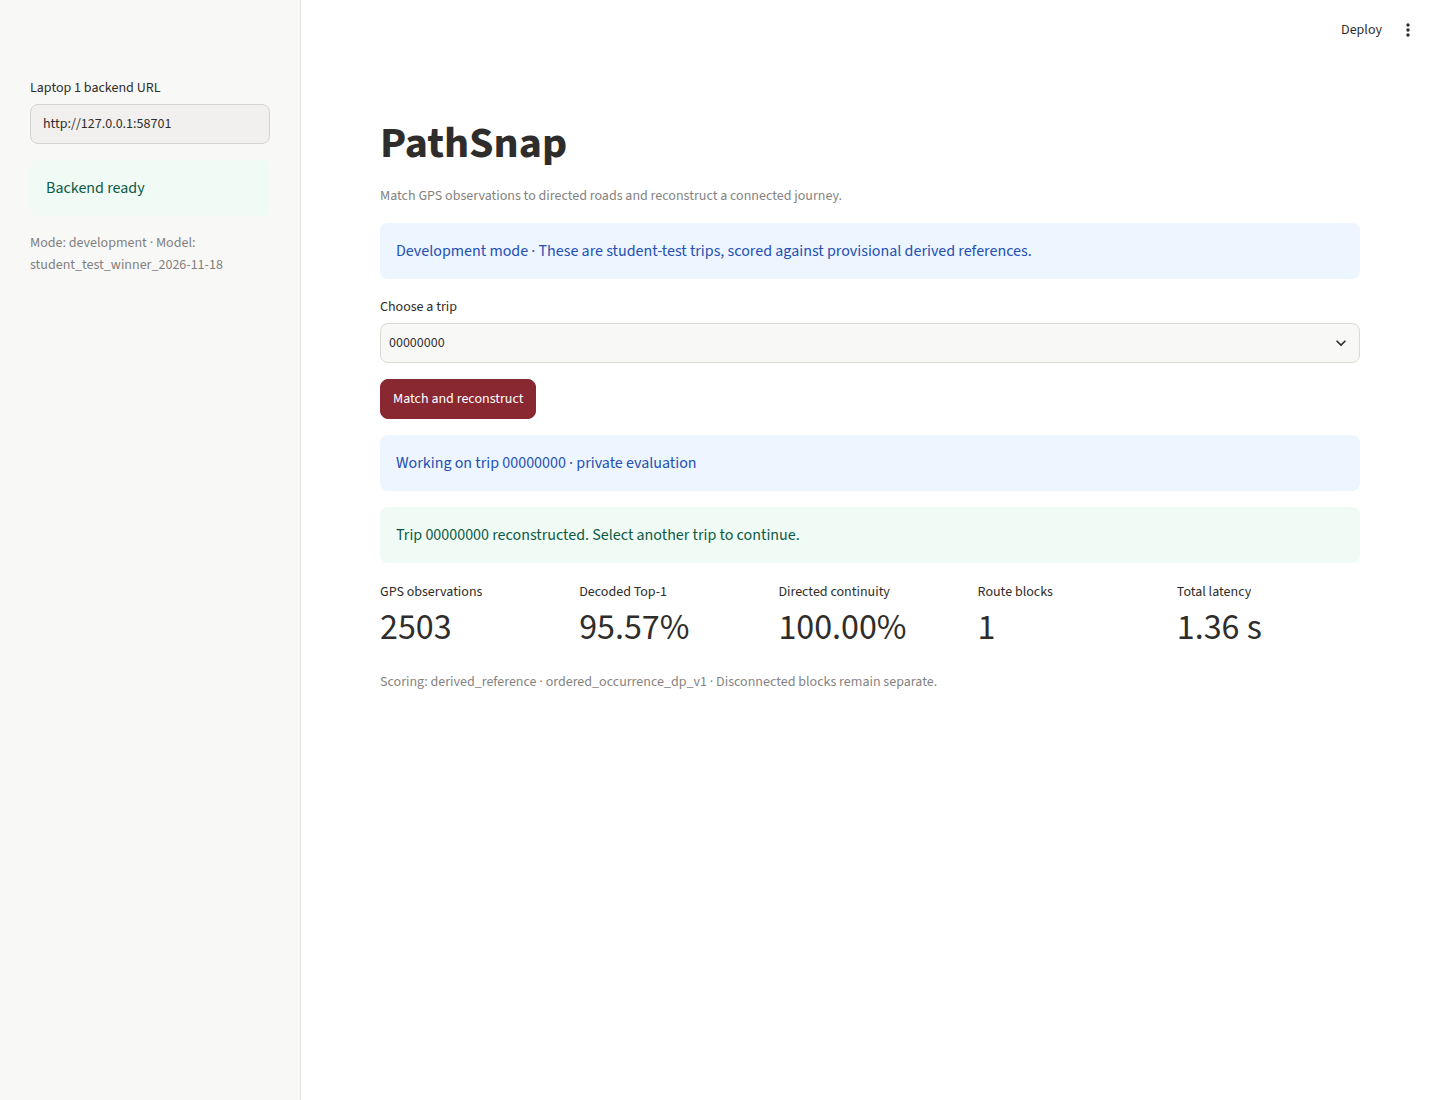 Deploy
Laptop 1 backend URL
http://127.0.0.1:58701
Backend ready
Mode: development · Model:
student_test_winner_2026-11-18
PathSnap
Match GPS observations to directed roads and reconstruct a connected journey.
Development mode · These are student-test trips, scored against provisional derived references.
Choose a trip
00000000
Match and reconstruct
Working on trip 00000000 · private evaluation
Trip 00000000 reconstructed. Select another trip to continue.
GPS observations
2503
Decoded Top-1
95.57%
Directed continuity
100.00%
Route blocks
1
Total latency
1.36 s
Scoring: derived_reference · ordered_occurrence_dp_v1 · Disconnected blocks remain separate.